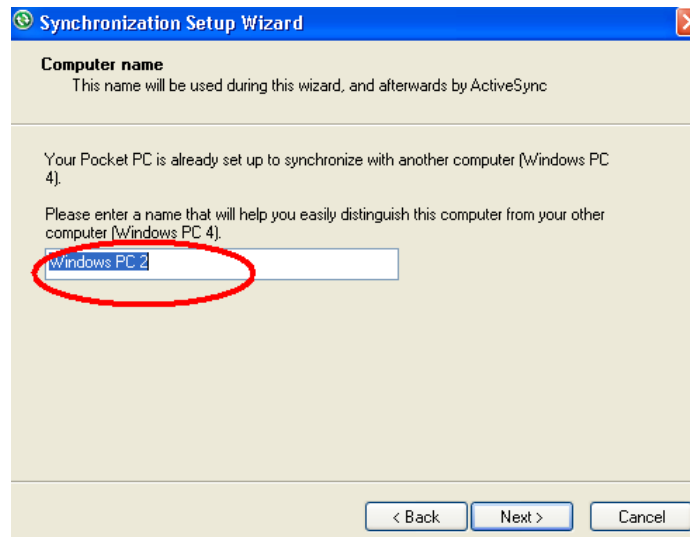 Synchronization Setup Wizard
Computer name
This name will be used during this wizard, and afterwards by ActiveSync
Your Pocket PC is already set up to synchronize with another computer (Windows PC
4).
Please enter a name that will help you easily distinguish this computer from your other
computer (Windows PC 4).
Windows PC 2
< Back Next > Cancel